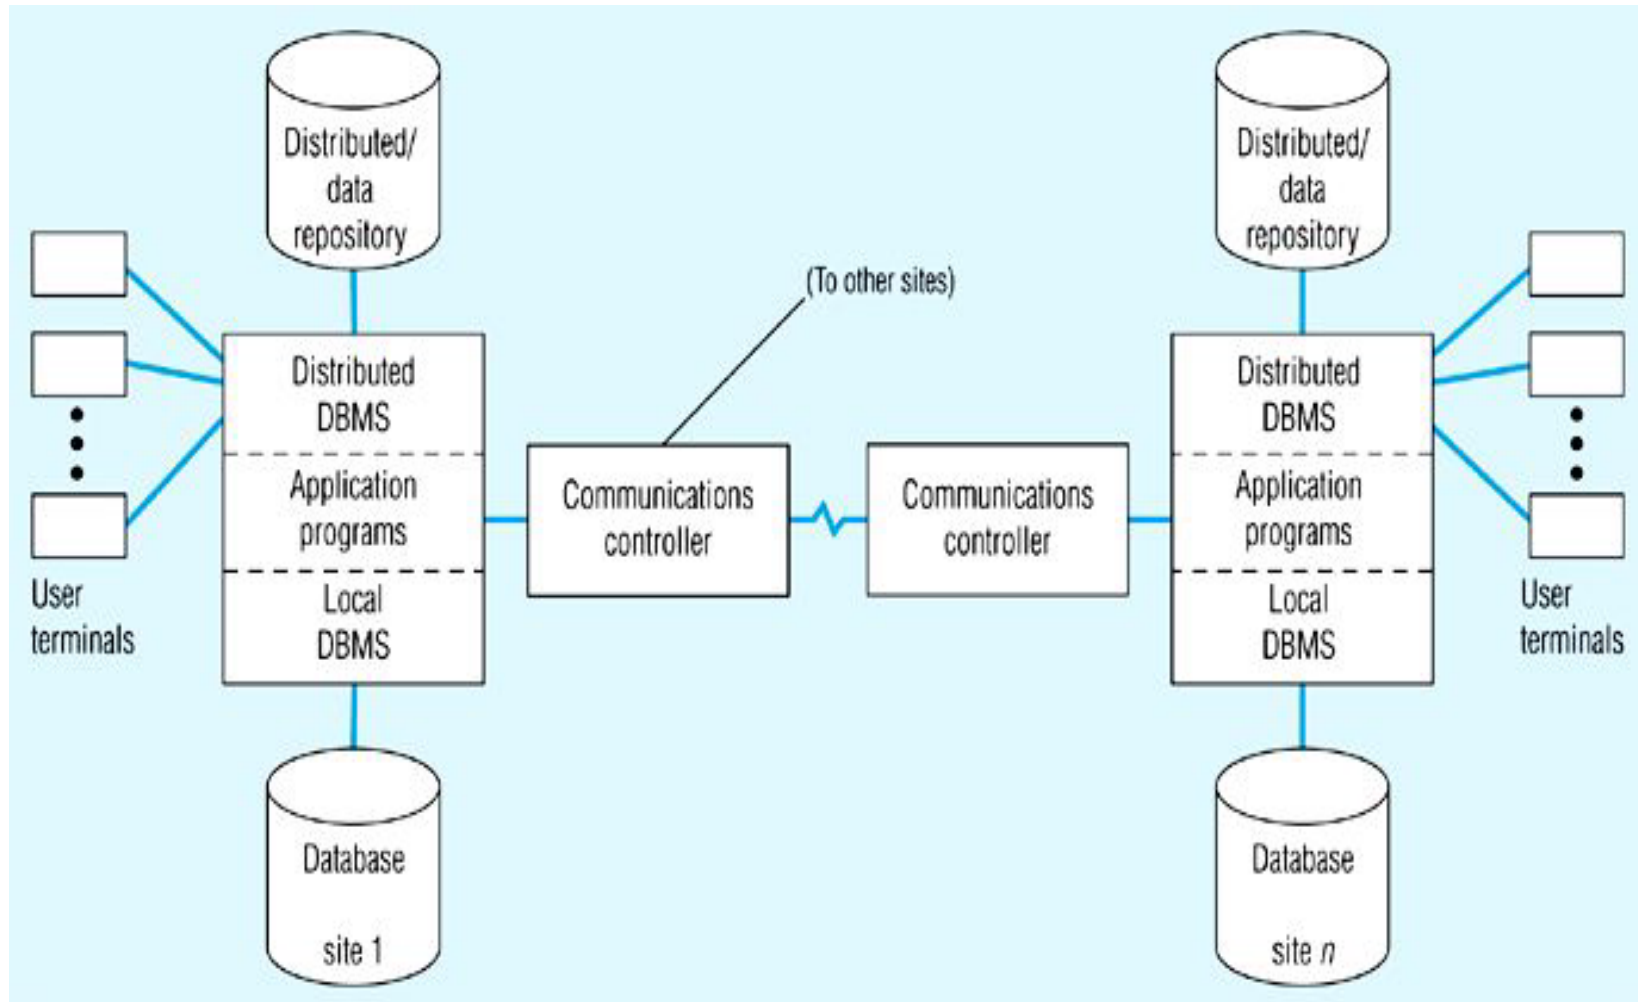 Distributed/
data
repository
Distributed/
data
repository
(To other sites)
Distributed
DBMS
Application
programs
Local
DBMS
Communications
controller
Communications
controller
Distributed
DBMS
Application
programs
Local
DBMS
User
terminals
User
terminals
Database
site 1
Database
site n